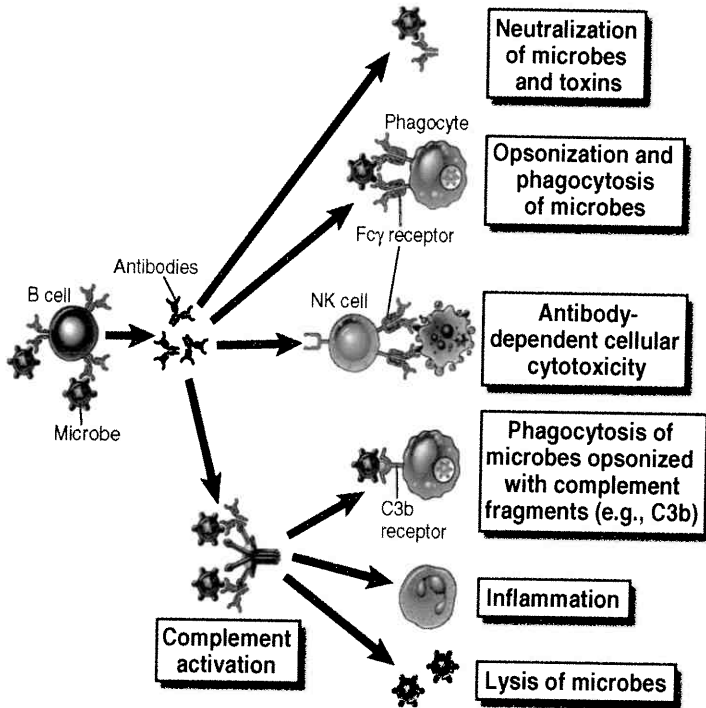 Neutralization
of microbes
and toxins
Phagocyte
Opsonization and
phagocytosis
of microbes
Fcγ receptor
Antibodies
B cell
NK cell
Antibody-
dependent cellular
cytotoxicity
Microbe
Phagocytosis of
microbes opsonized
with complement
fragments (e.g., C3b)
C3b
receptor
Inflammation
Complement
activation
Lysis of microbes